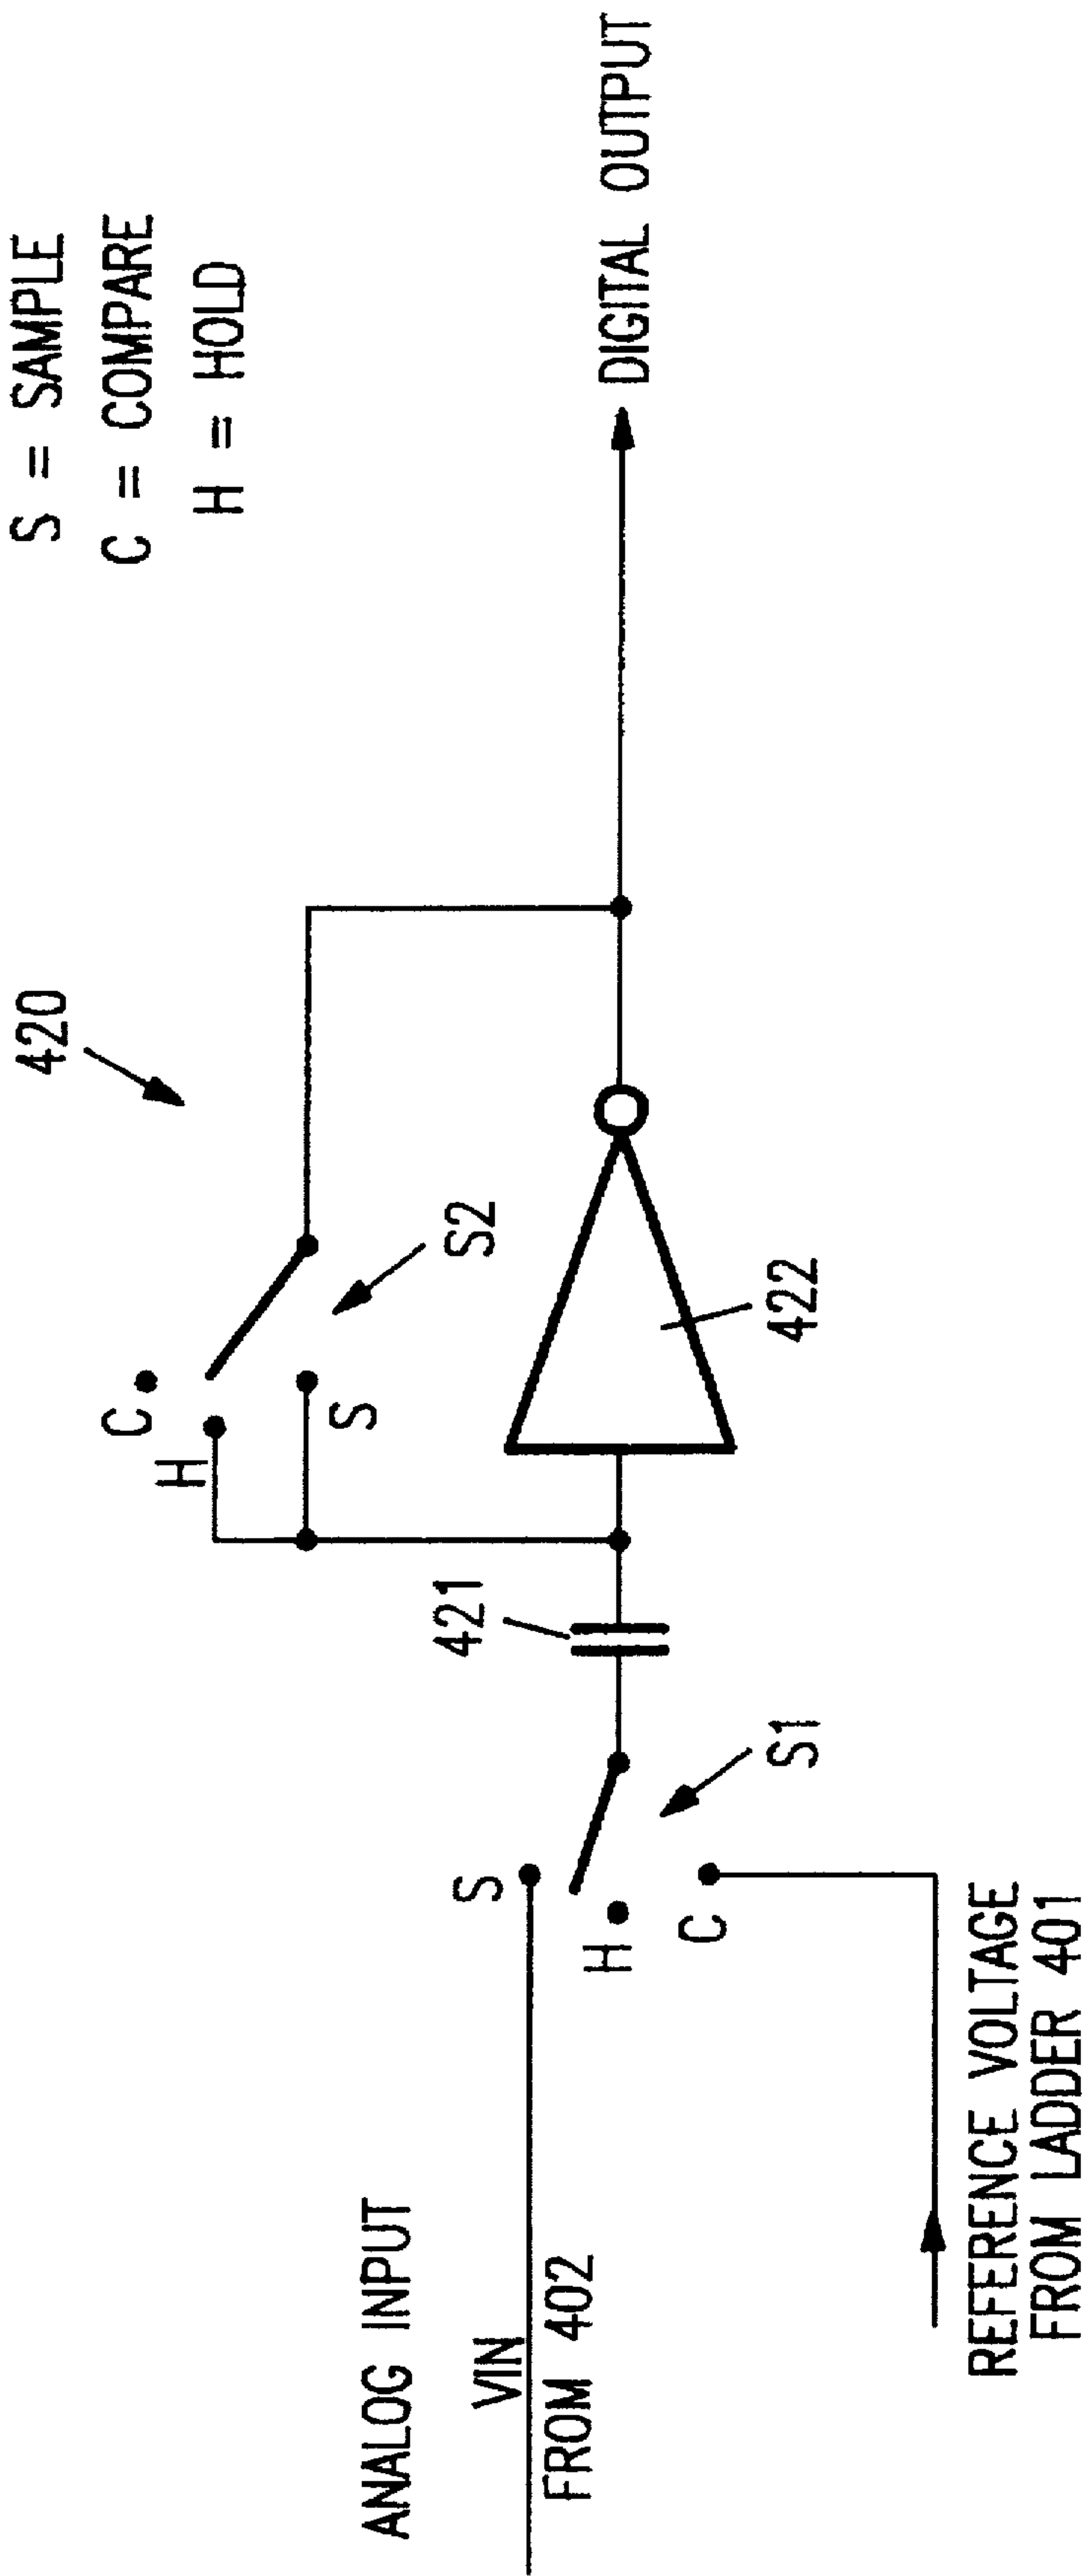 S = SAMPLE
C = COMPARE
H = HOLD
420
C
H
S
S2
421
422
ANALOG INPUT
VIN
FROM 402
S
H
C
S1
DIGITAL OUTPUT
REFERENCE VOLTAGE
FROM LADDER 401